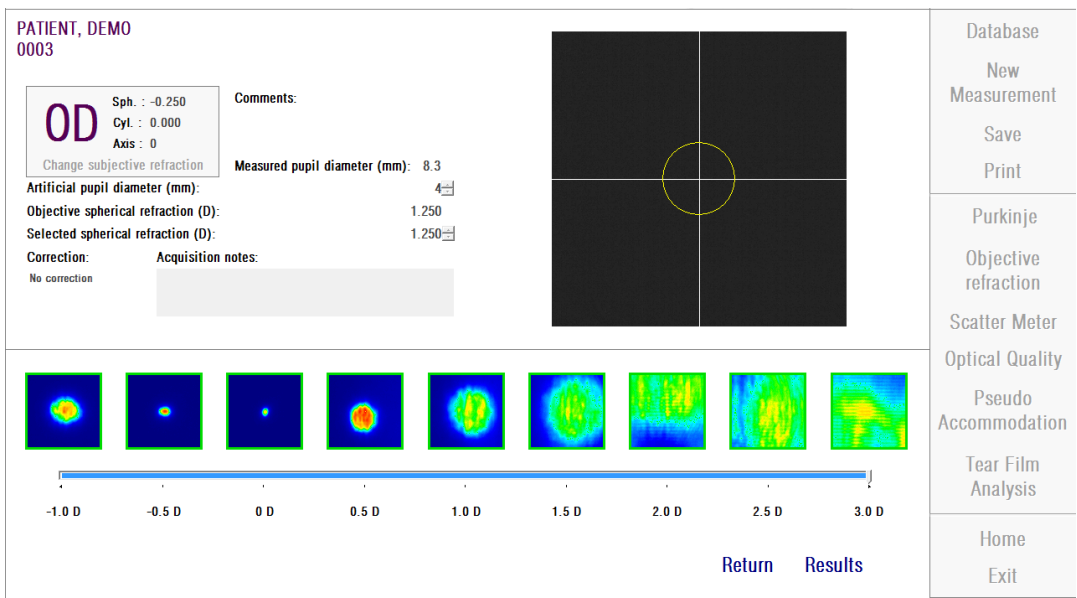 PATIENT, DEMO
0003
OD
Sph. : -0.250
Cyl. : 0.000
Axis : 0
Change subjective refraction
Comments:
Measured pupil diameter (mm): 8.3
Artificial pupil diameter (mm): 4
Objective spherical refraction (D): 1.250
Selected spherical refraction (D): 1.250
Correction: Acquisition notes:
No correction
-1.0 D -0.5 D 0 D 0.5 D 1.0 D 1.5 D 2.0 D 2.5 D 3.0 D
Return Results
Database
New
Measurement
Save
Print
Purkinje
Objective
refraction
Scatter Meter
Optical Quality
Pseudo
Accommodation
Tear Film
Analysis
Home
Exit